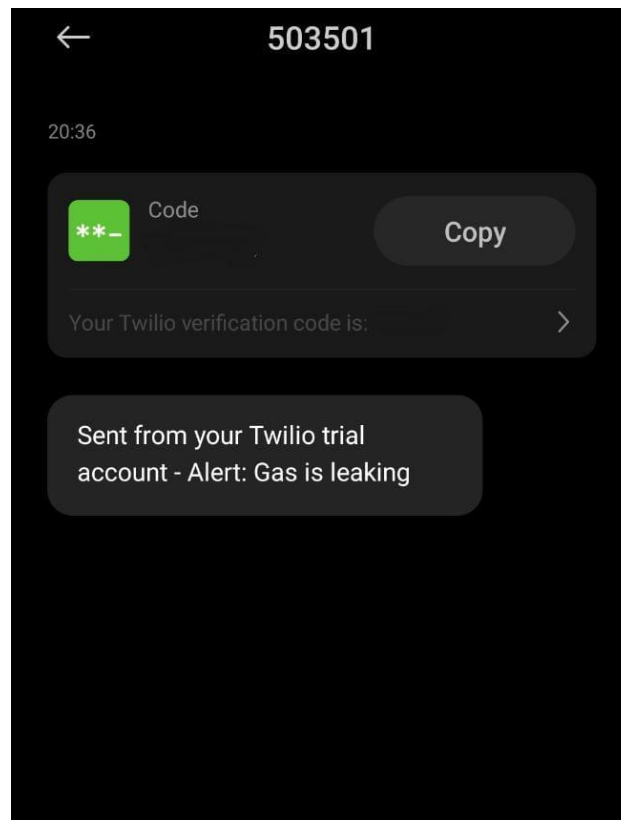 503501
20:36
Code
**_
Copy
Your Twilio verification code is:
Sent from your Twilio trial
account - Alert: Gas is leaking